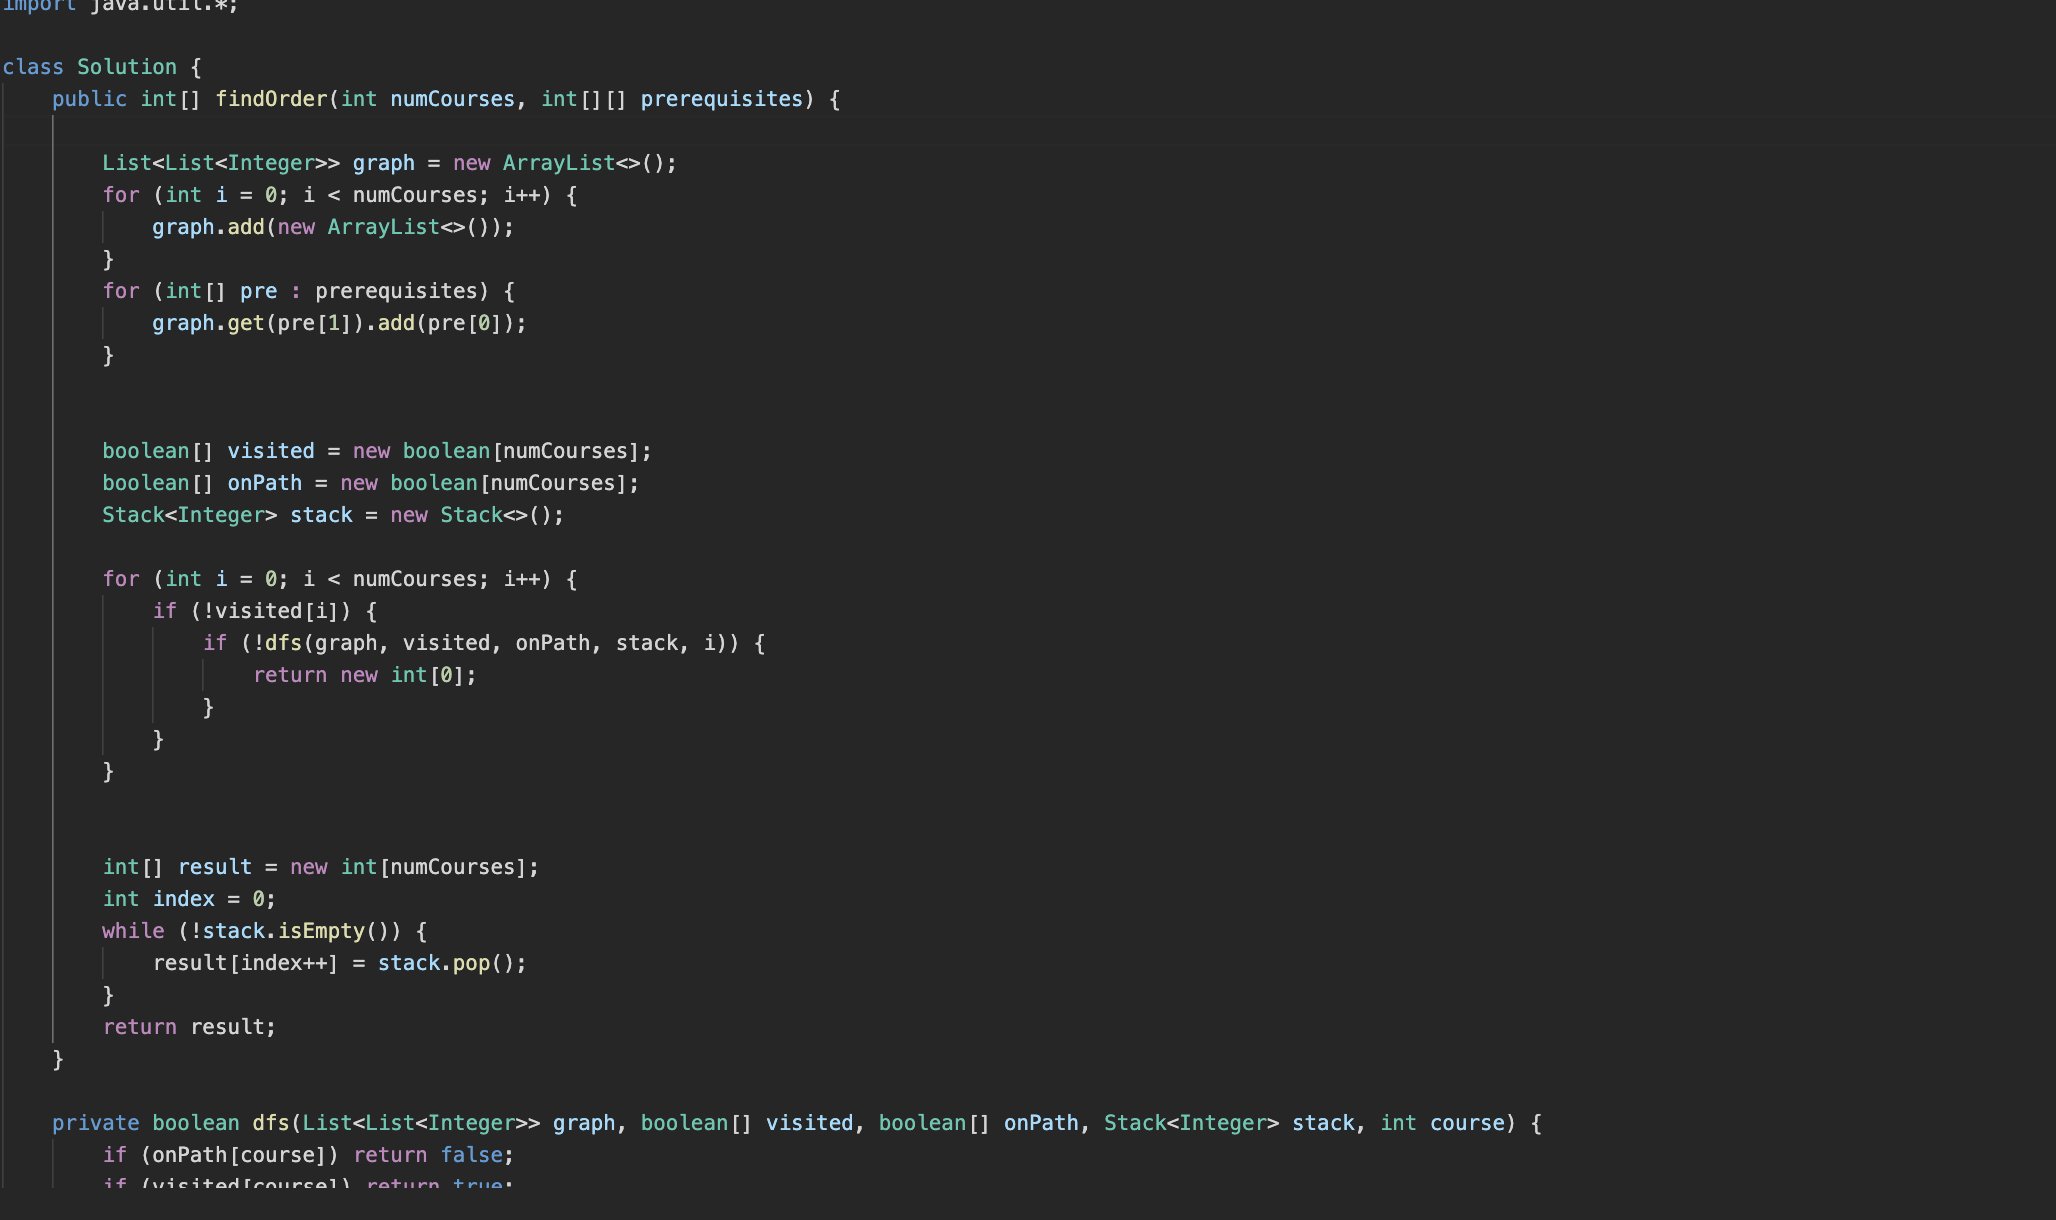 import java.util.*;
class Solution {
    public int[] findOrder(int numCourses, int[][] prerequisites) {
        List<List<Integer>> graph = new ArrayList<>();
        for (int i = 0; i < numCourses; i++) {
            graph.add(new ArrayList<>());
        }
        for (int[] pre : prerequisites) {
            graph.get(pre[1]).add(pre[0]);
        }
        boolean[] visited = new boolean[numCourses];
        boolean[] onPath = new boolean[numCourses];
        Stack<Integer> stack = new Stack<>();
        for (int i = 0; i < numCourses; i++) {
            if (!visited[i]) {
                if (!dfs(graph, visited, onPath, stack, i)) {
                    return new int[0];
                }
            }
        }
        int[] result = new int[numCourses];
        int index = 0;
        while (!stack.isEmpty()) {
            result[index++] = stack.pop();
        }
        return result;
    }
    private boolean dfs(List<List<Integer>> graph, boolean[] visited, boolean[] onPath, Stack<Integer> stack, int course) {
        if (onPath[course]) return false;
        if (visited[course]) return true;